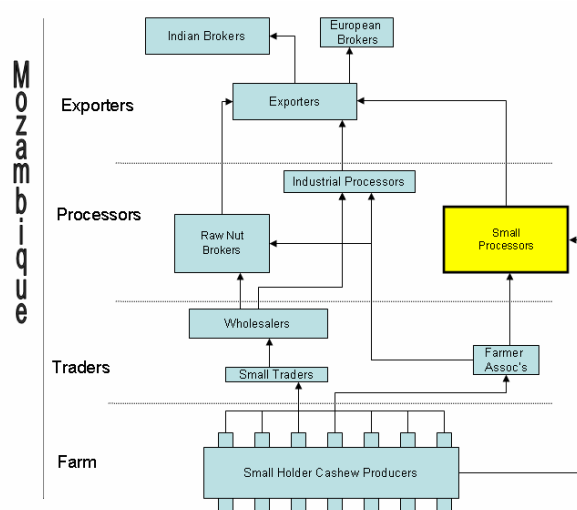 Mozambique
Indian Brokers
European
Brokers
Exporters
Exporters
Industrial Processors
Processors
Raw Nut
Brokers
Small
Processors
Wholesalers
Traders
Small Traders
Farmer
Assoc's
Farm
Small Holder Cashew Producers